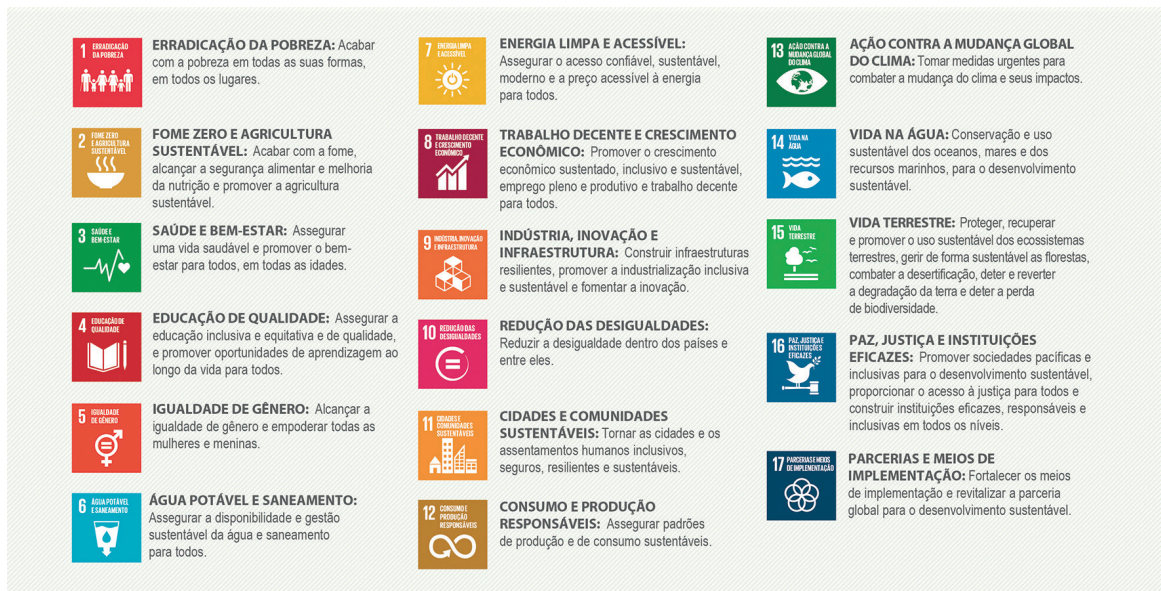 1 ERRADICAÇÃO
DA POBREZA
ERRADICAÇÃO DA POBREZA: Acabar
com a pobreza em todas as suas formas,
em todos os lugares.
2 FOME ZERO
E AGRICULTURA
SUSTENTÁVEL
FOME ZERO E AGRICULTURA
SUSTENTÁVEL: Acabar com a fome,
alcançar a segurança alimentar e melhoria
da nutrição e promover a agricultura
sustentável.
3 SAÚDE E
BEM-ESTAR
SAÚDE E BEM-ESTAR: Assegurar
uma vida saudável e promover o bem-
estar para todos, em todas as idades.
4 EDUCAÇÃO DE
QUALIDADE
EDUCAÇÃO DE QUALIDADE: Assegurar a
educação inclusiva e equitativa e de qualidade,
e promover oportunidades de aprendizagem ao
longo da vida para todos.
5 IGUALDADE
DE GÊNERO
IGUALDADE DE GÊNERO: Alcançar a
igualdade de gênero e empoderar todas as
mulheres e meninas.
6 ÁGUA POTÁVEL
E SANEAMENTO
ÁGUA POTÁVEL E SANEAMENTO:
Assegurar a disponibilidade e gestão
sustentável da água e saneamento
para todos.
7 ENERGIA LIMPA
E ACESSÍVEL
ENERGIA LIMPA E ACESSÍVEL:
Assegurar o acesso confiável, sustentável,
moderno e a preço acessível à energia
para todos.
8 TRABALHO DECENTE
E CRESCIMENTO
ECONÔMICO
TRABALHO DECENTE E CRESCIMENTO
ECONÔMICO: Promover o crescimento
econômico sustentado, inclusivo e sustentável,
emprego pleno e produtivo e trabalho decente
para todos.
9 INDÚSTRIA, INOVAÇÃO
E INFRAESTRUTURA
INDÚSTRIA, INOVAÇÃO E
INFRAESTRUTURA: Construir infraestruturas
resilientes, promover a industrialização inclusiva
e sustentável e fomentar a inovação.
10 REDUÇÃO DAS
DESIGUALDADES
REDUÇÃO DAS DESIGUALDADES:
Reduzir a desigualdade dentro dos países e
entre eles.
11 CIDADES E
COMUNIDADES
SUSTENTÁVEIS
CIDADES E COMUNIDADES
SUSTENTÁVEIS: Tornar as cidades e os
assentamentos humanos inclusivos,
seguros, resilientes e sustentáveis.
12 CONSUMO E
PRODUÇÃO
RESPONSÁVEIS
CONSUMO E PRODUÇÃO
RESPONSÁVEIS: Assegurar padrões
de produção e de consumo sustentáveis.
13 AÇÃO CONTRA A
MUDANÇA GLOBAL
DO CLIMA
AÇÃO CONTRA A MUDANÇA GLOBAL
DO CLIMA: Tomar medidas urgentes para
combater a mudança do clima e seus impactos.
14 VIDA NA
ÁGUA
VIDA NA ÁGUA: Conservação e uso
sustentável dos oceanos, mares e dos
recursos marinhos, para o desenvolvimento
sustentável.
15 VIDA
TERRESTRE
VIDA TERRESTRE: Proteger, recuperar
e promover o uso sustentável dos ecossistemas
terrestres, gerir de forma sustentável as florestas,
combater a desertificação, deter e reverter
a degradação da terra e deter a perda
de biodiversidade.
16 PAZ, JUSTIÇA E
INSTITUIÇÕES
EFICAZES
PAZ, JUSTIÇA E INSTITUIÇÕES
EFICAZES: Promover sociedades pacíficas e
inclusivas para o desenvolvimento sustentável,
proporcionar o acesso à justiça para todos e
construir instituições eficazes, responsáveis e
inclusivas em todos os níveis.
17 PARCERIAS E MEIOS
DE IMPLEMENTAÇÃO
PARCERIAS E MEIOS DE
IMPLEMENTAÇÃO: Fortalecer os meios
de implementação e revitalizar a parceria
global para o desenvolvimento sustentável.